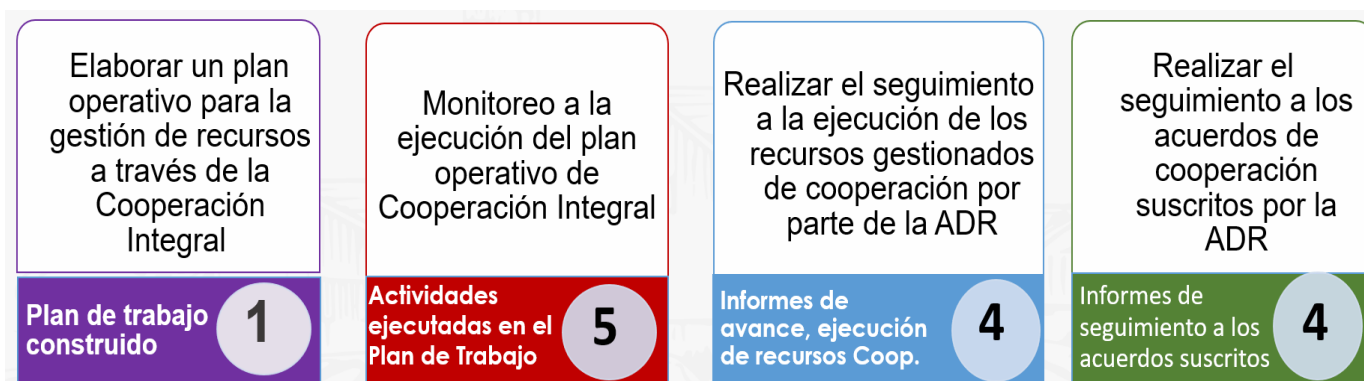 Elaborar un plan
operativo para la
gestión de recursos
a través de la
Cooperación
Integral
Plan de trabajo
construido
1
Monitoreo a la
ejecución del plan
operativo de
Cooperación Integral
Actividades
ejecutadas en el
Plan de Trabajo
5
Realizar el seguimiento
a la ejecución de los
recursos gestionados
de cooperación por
parte de la ADR
Informes de
avance, ejecución
de recursos Coop.
4
Realizar el
seguimiento a los
acuerdos de
cooperación
suscritos por la
ADR
Informes de
seguimiento a los
acuerdos suscritos
4